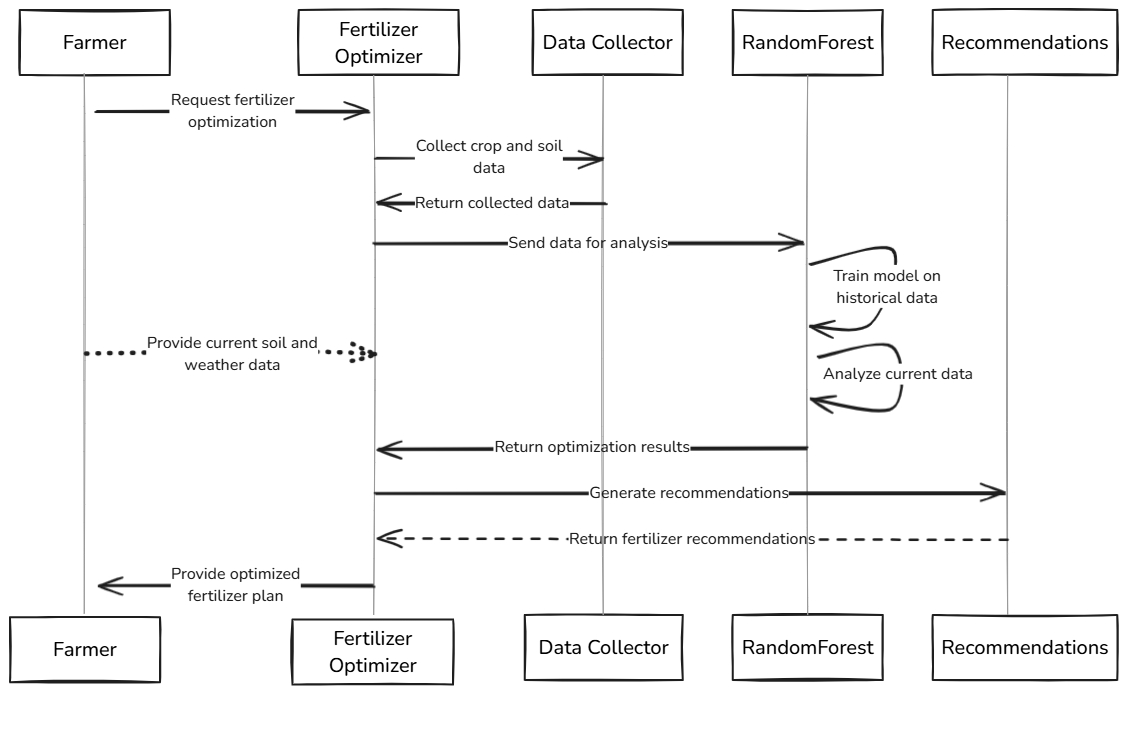 Farmer
Fertilizer
Optimizer
Data Collector
RandomForest
Recommendations
Request fertilizer
optimization
Collect crop and soil
data
Return collected data
Send data for analysis
Train model on
historical data
Provide current soil and
weather data
Analyze current data
Return optimization results
Generate recommendations
Return fertilizer recommendations
Provide optimized
fertilizer plan
Farmer
Fertilizer
Optimizer
Data Collector
RandomForest
Recommendations